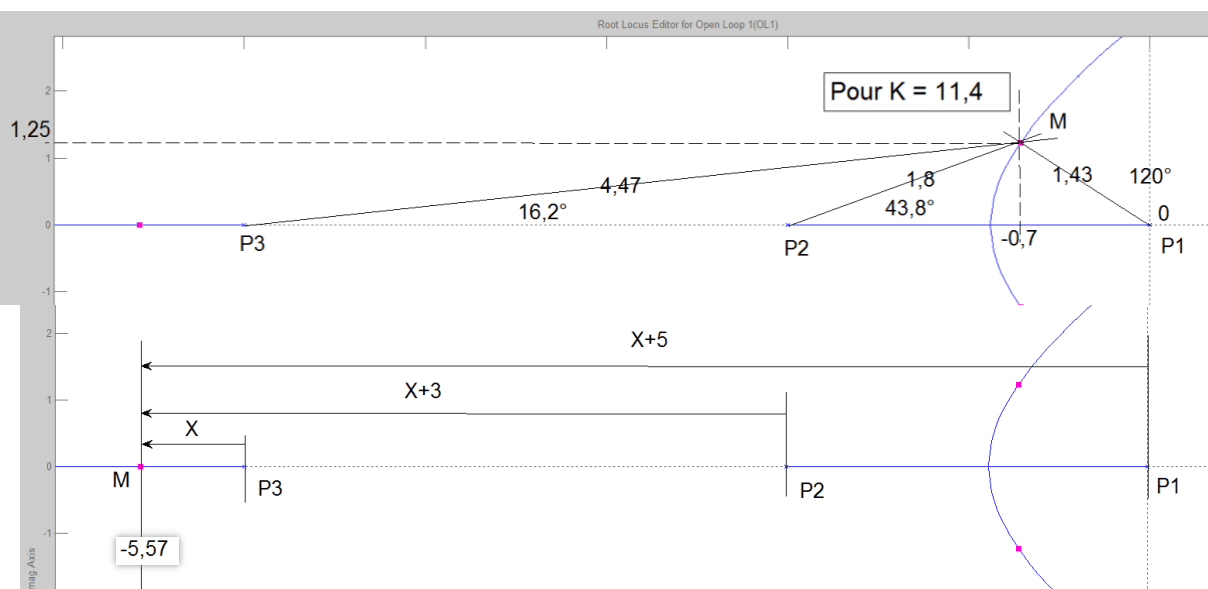 Root Locus Editor for Open Loop 1(OL1)
Pour K = 11,4
2
1,25
M
1
4,47
1,8
1,43
120°
16,2°
43,8°
0
0
-0,7
P3
P2
P1
-1
2
X+5
1
X+3
X
0
M
P3
P2
P1
-1
-5,57
mag Axis